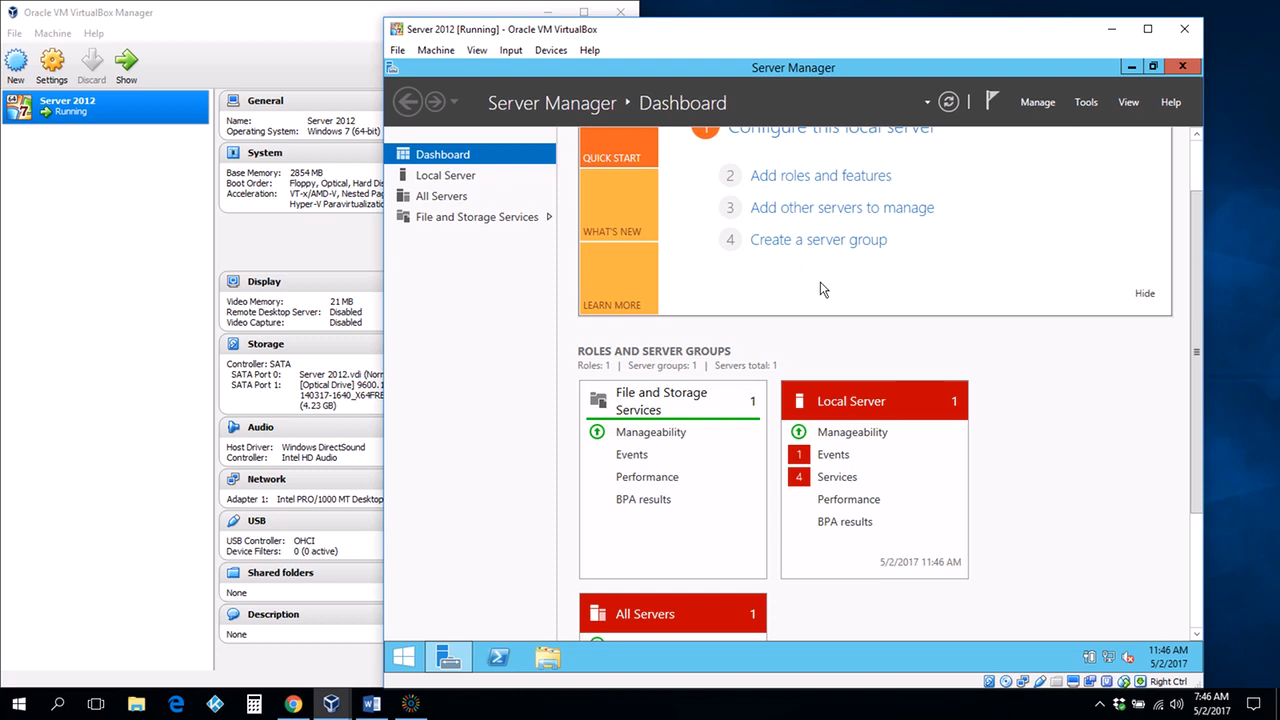 Oracle VM VirtualBox Manager
File Machine Help
New Settings Discard Show
Server 2012
Running
General
Name: Server 2012
Operating System: Windows 7 (64-bit)
System
Base Memory: 2854 MB
Boot Order: Floppy, Optical, Hard Di
Acceleration: VT-x/AMD-V, Nested Pag
Hyper-V Paravirtualizatio
Display
Video Memory: 21 MB
Remote Desktop Server: Disabled
Video Capture: Disabled
Storage
Controller: SATA
SATA Port 0: Server 2012.vdi (Norm
SATA Port 1: [Optical Drive] 9600.1
140317-1640_X64FRE
(4.23 GB)
Audio
Host Driver: Windows DirectSound
Controller: Intel HD Audio
Network
Adapter 1: Intel PRO/1000 MT Desktop
USB
USB Controller: OHCI
Device Filters: 0 (0 active)
Shared folders
None
Description
None
Server 2012 [Running] - Oracle VM VirtualBox
File Machine View Input Devices Help
Server Manager
Server Manager • Dashboard
Manage Tools View Help
Dashboard
Local Server
All Servers
File and Storage Services
QUICK START
WHAT'S NEW
LEARN MORE
1 Configure this local server
2 Add roles and features
3 Add other servers to manage
4 Create a server group
Hide
ROLES AND SERVER GROUPS
Roles: 1 | Server groups: 1 | Servers total: 1
File and Storage
Services 1
Manageability
Events
Performance
BPA results
Local Server 1
Manageability
1 Events
4 Services
Performance
BPA results
5/2/2017 11:46 AM
All Servers 1
11:46 AM
5/2/2017
Right Ctrl
7:46 AM
5/2/2017